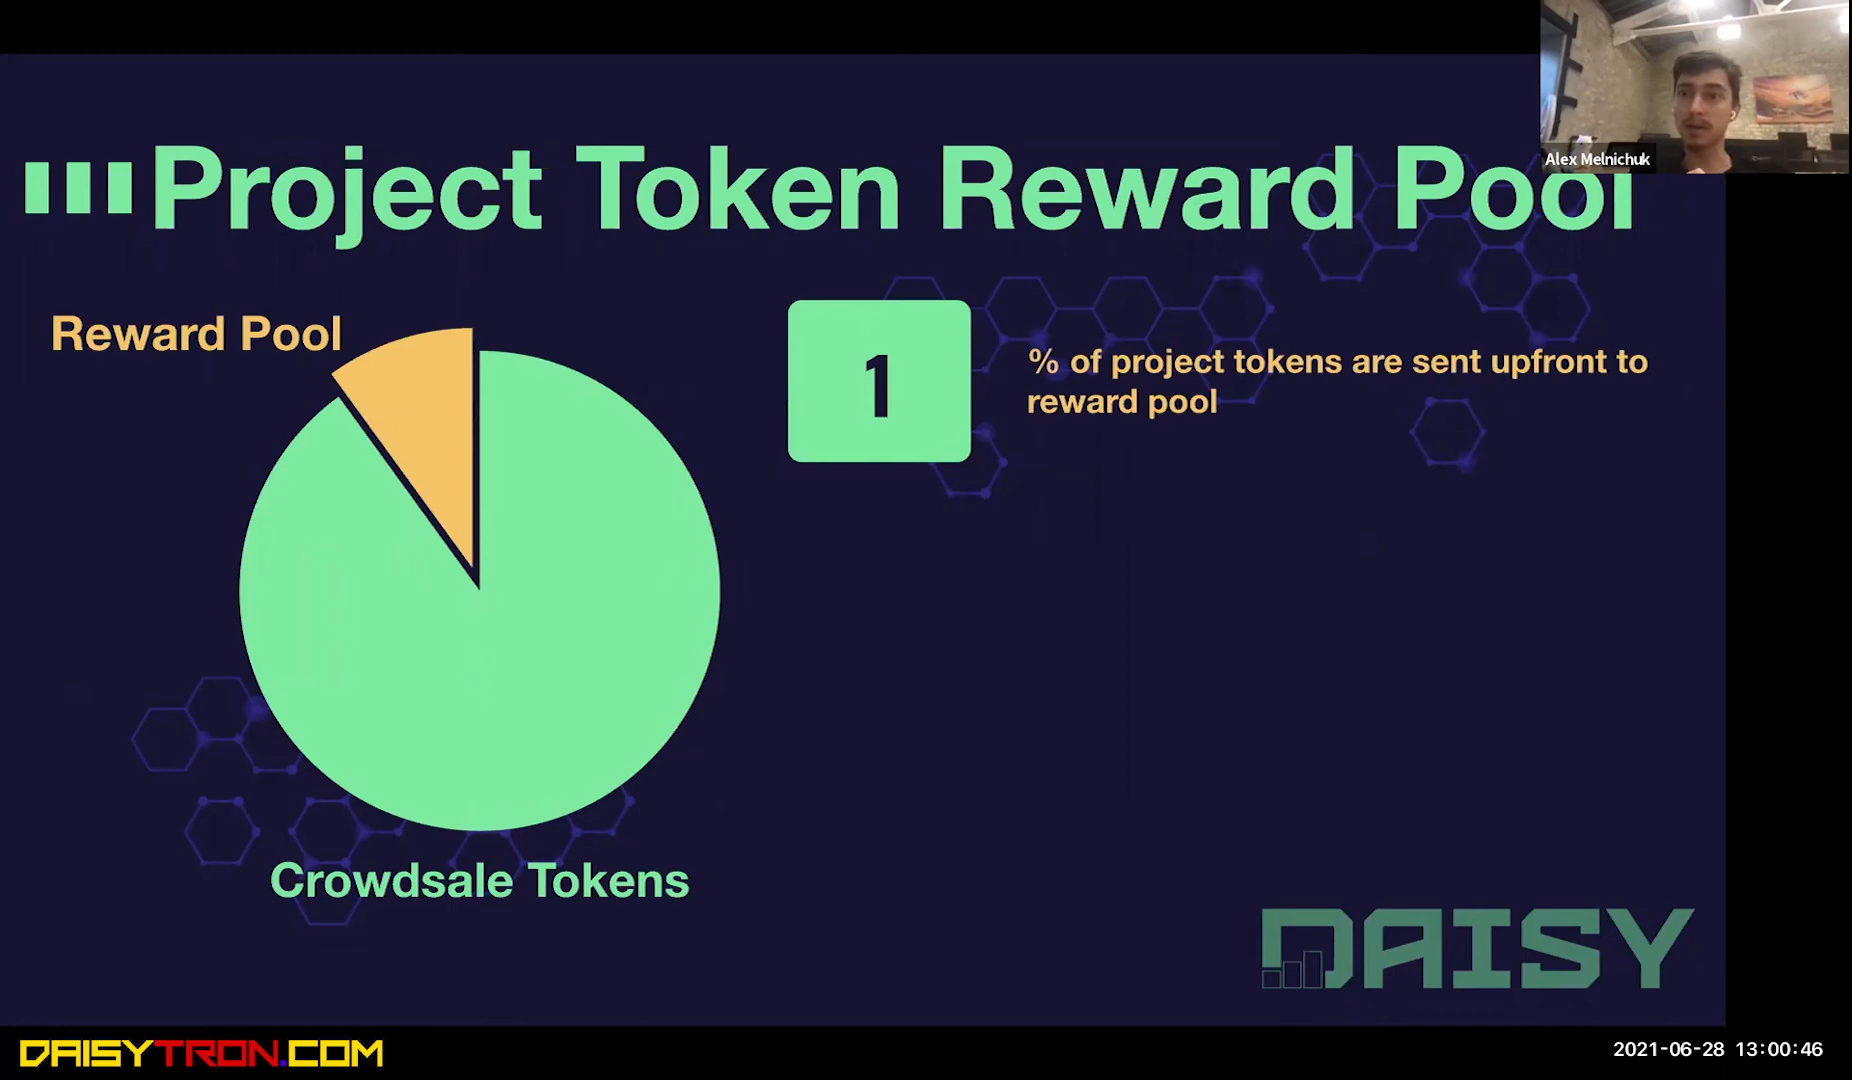 Alex Melnichuk
Project Token Reward Pool
Reward Pool
1
% of project tokens are sent upfront to
reward pool
Crowdsale Tokens
DAISY
DAISYTRON.COM
2021-06-28 13:00:46